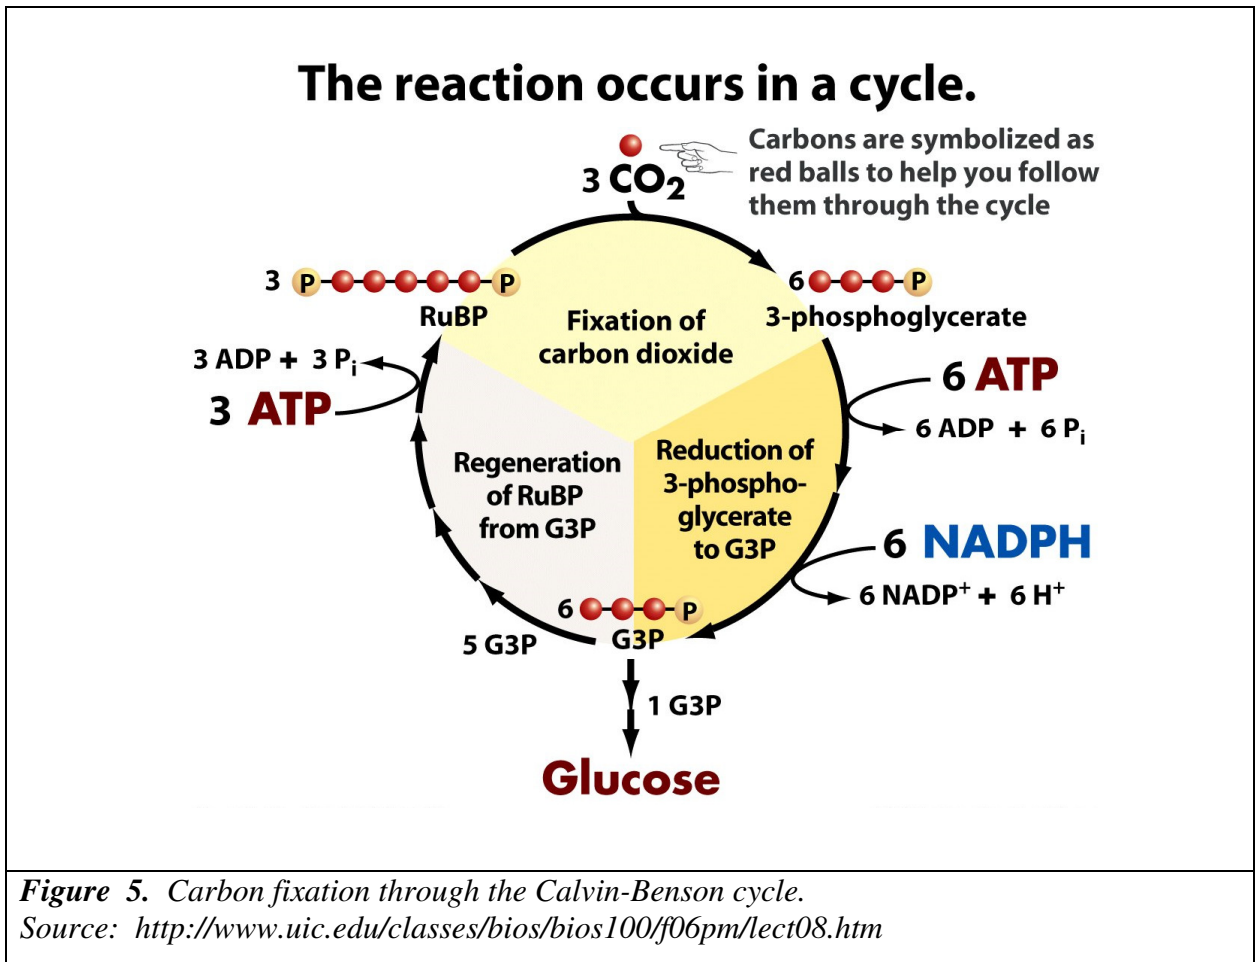 The reaction occurs in a cycle.
3 CO2
Carbons are symbolized as
red balls to help you follow
them through the cycle
3 P P
RuBP
6 P
3-phosphoglycerate
Fixation of
carbon dioxide
3 ADP + 3 Pi
3 ATP
6 ATP
6 ADP + 6 Pi
Regeneration
of RuBP
from G3P
Reduction of
3-phospho-
glycerate
to G3P
6 NADPH
6 NADP+ + 6 H+
6 P
G3P
5 G3P
1 G3P
Glucose
Figure 5. Carbon fixation through the Calvin-Benson cycle.
Source: http://www.uic.edu/classes/bios/bios100/f06pm/lect08.htm